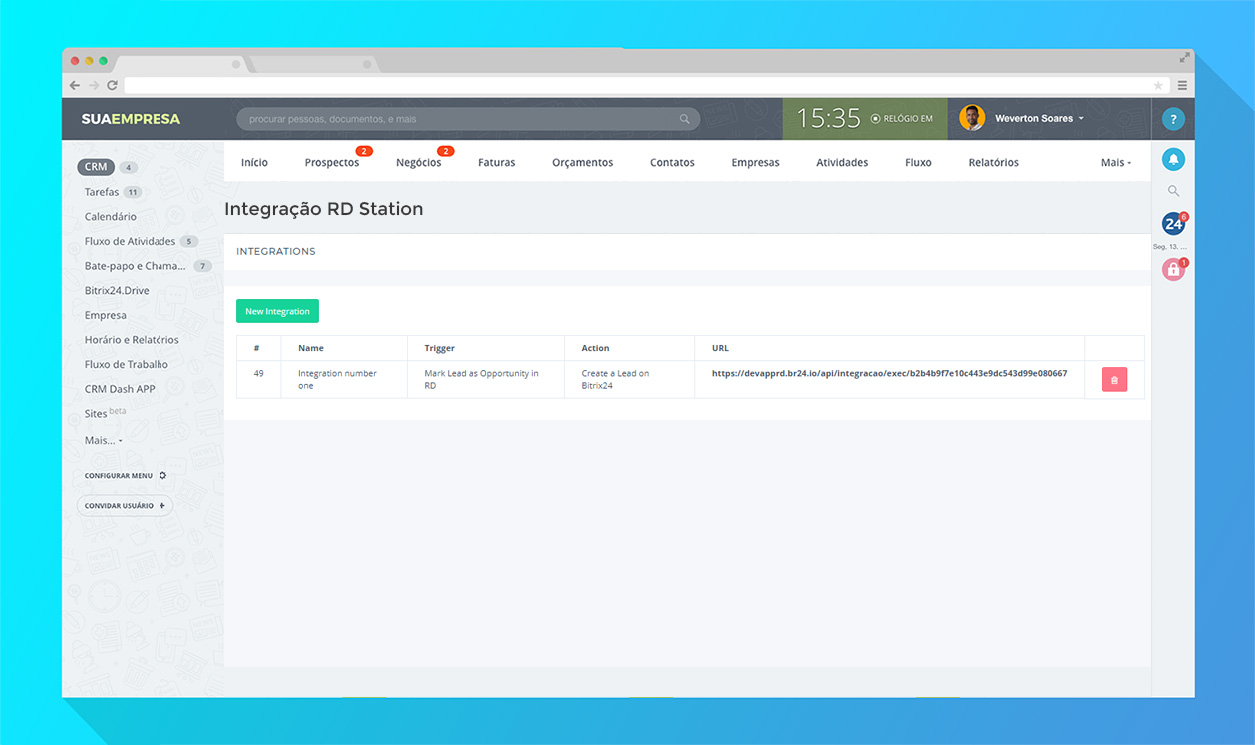 SUAEMPRESA
procurar pessoas, documentos, e mais
15:35 RELÓGIO EM
Weverton Soares
?
CRM 4
Tarefas 11
Calendário
Fluxo de Atividades 5
Bate-papo e Chama... 7
Bitrix24.Drive
Empresa
Horário e Relatórios
Fluxo de Trabalho
CRM Dash APP
Sites beta
Mais...
CONFIGURAR MENU
CONVIDAR USUÁRIO +
Início Prospectos 2 Negócios 2 Faturas Orçamentos Contatos Empresas Atividades Fluxo Relatórios Mais
Integração RD Station
INTEGRATIONS
New Integration
# Name Trigger Action URL
49 Integration number one Mark Lead as Opportunity in RD Create a Lead on Bitrix24 https://devapprd.br24.io/api/integracao/exec/b2b4b9f7e10c443e9dc543d99e080667
24 6
Seg, 13, ...
1